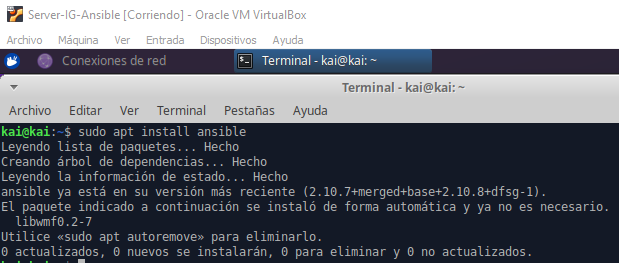 Server-IG-Ansible [Corriendo] - Oracle VM VirtualBox
Archivo Máquina Ver Entrada Dispositivos Ayuda
Conexiones de red Terminal - kai@kai: ~
Terminal - kai@kai: ~
Archivo Editar Ver Terminal Pestañas Ayuda
kai@kai:~$ sudo apt install ansible
Leyendo lista de paquetes... Hecho
Creando árbol de dependencias... Hecho
Leyendo la información de estado... Hecho
ansible ya está en su versión más reciente (2.10.7+merged+base+2.10.8+dfsg-1).
El paquete indicado a continuación se instaló de forma automática y ya no es necesario.
libwmf0.2-7
Utilice «sudo apt autoremove» para eliminarlo.
0 actualizados, 0 nuevos se instalarán, 0 para eliminar y 0 no actualizados.